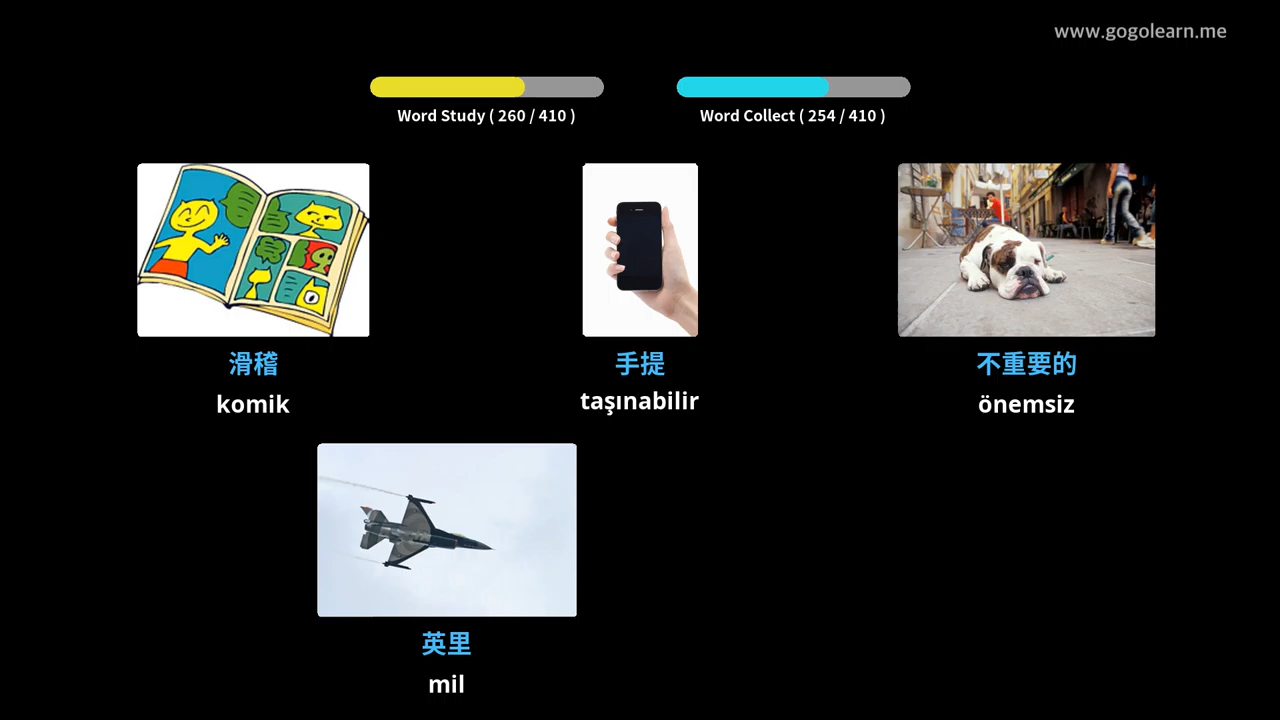 www.gogolearn.me
Word Study ( 260 / 410 )
Word Collect ( 254 / 410 )
滑稽
komik
手提
taşınabilir
不重要的
önemsiz
英里
mil